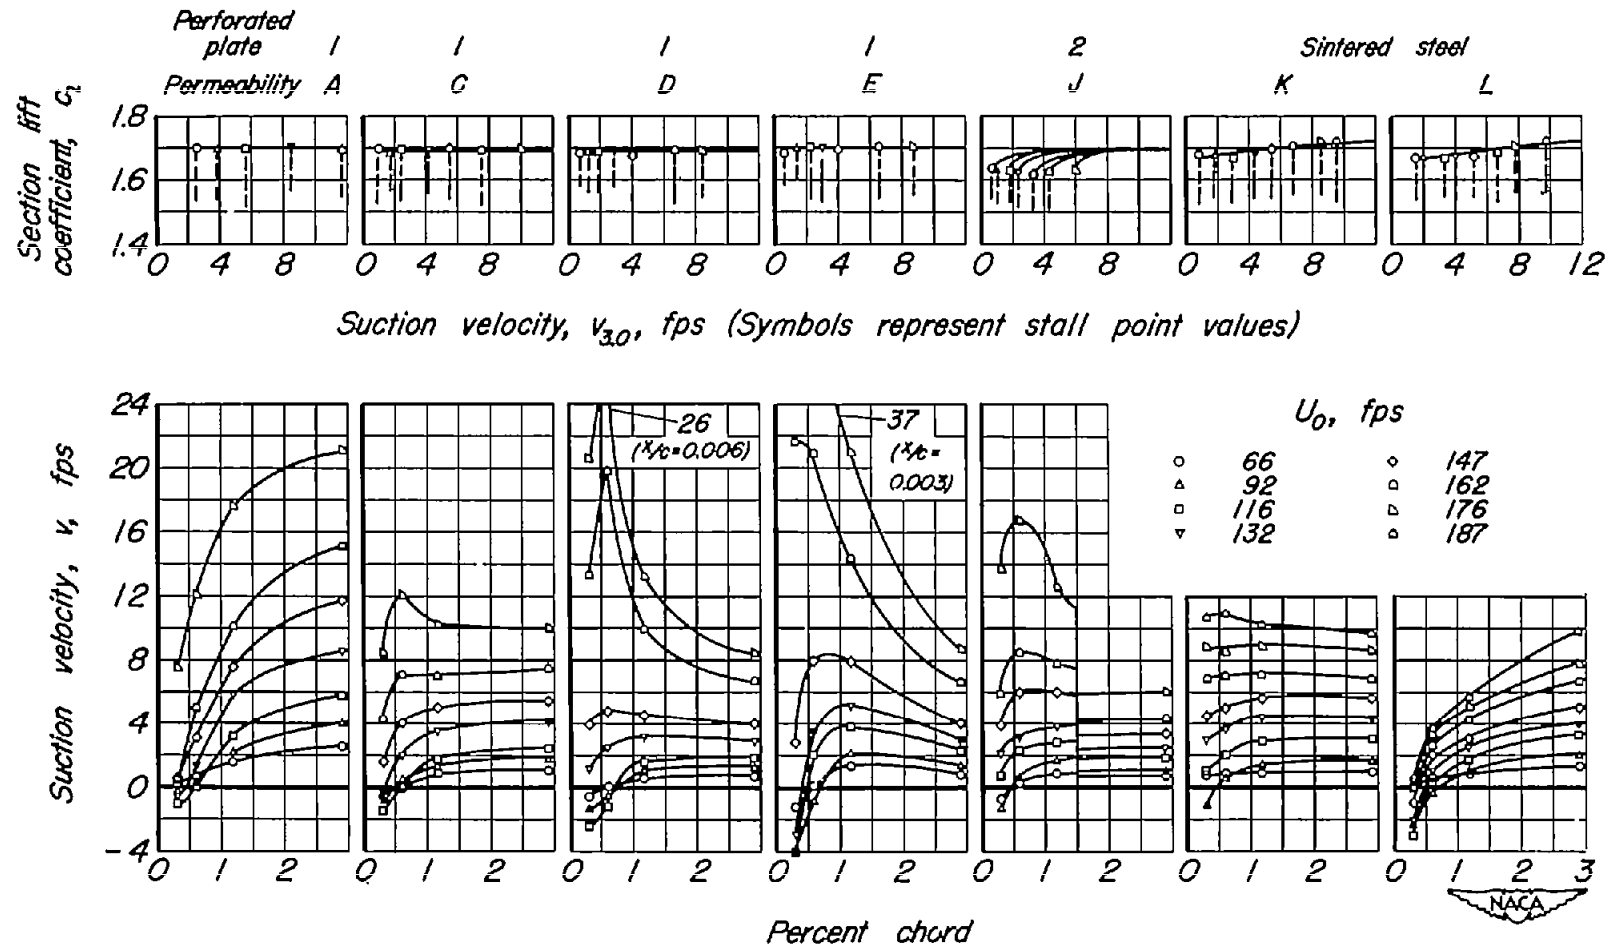 Perforated
plate 1 1 1 1 2 Sintered steel
Permeability A C D E J K L
Section lift
coefficient, cl
1.8
1.6
1.4
0 4 8 0 4 8 0 4 8 0 4 8 0 4 8 0 4 8 0 4 8 12
Suction velocity, v3.0, fps (Symbols represent stall point values)
Suction velocity, v, fps
24
20
16
12
8
4
0
-4
26
(x/c=0.006)
37
(x/c=
0.003)
U0, fps
66 147
92 162
116 176
132 187
0 1 2 0 1 2 0 1 2 0 1 2 0 1 2 0 1 2 0 1 2 3
NACA
Percent chord